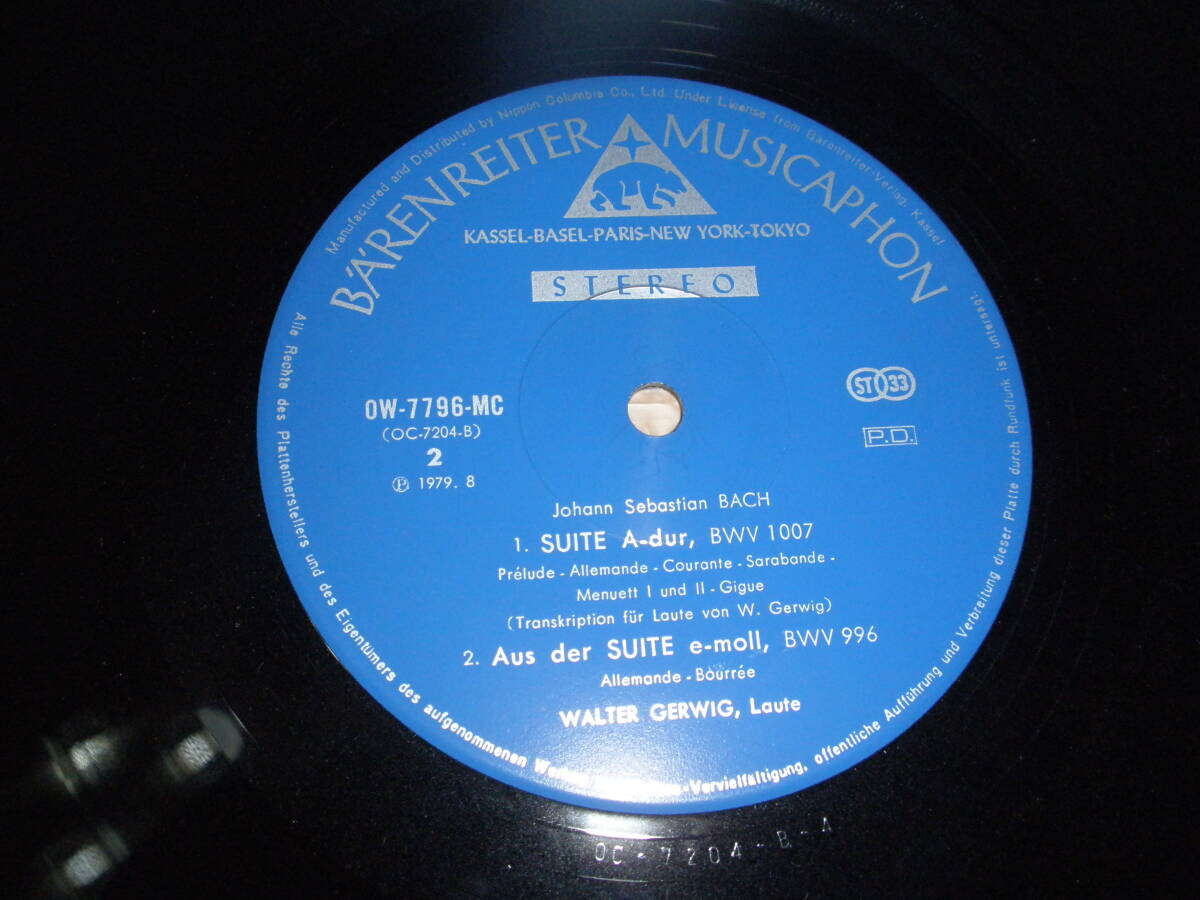 Manufactured and Distributed by Nippon Columbia Co., Ltd. Under License from Bärenreiter-Verlag, Kassel
BÄRENREITER MUSICAPHON
KASSEL-BASEL-PARIS-NEW YORK-TOKYO
STEREO
OW-7796-MC
(OC-7204-B)
2
Ⓟ 1979. 8
ST 33
P.D.
Johann Sebastian BACH
1. SUITE A-dur, BWV 1007
Prélude - Allemande - Courante - Sarabande -
Menuett I und II - Gigue
(Transkription für Laute von W. Gerwig)
2. Aus der SUITE e-moll, BWV 996
Allemande - Bourrée
WALTER GERWIG, Laute
Alle Rechte des Plattenherstellers und des Eigentümers des aufgenommenen -Vervielfältigung, öffentliche Aufführung und Verbreitung dieser Platte durch Rundfunk ist untersagt
OC-7204-B-A